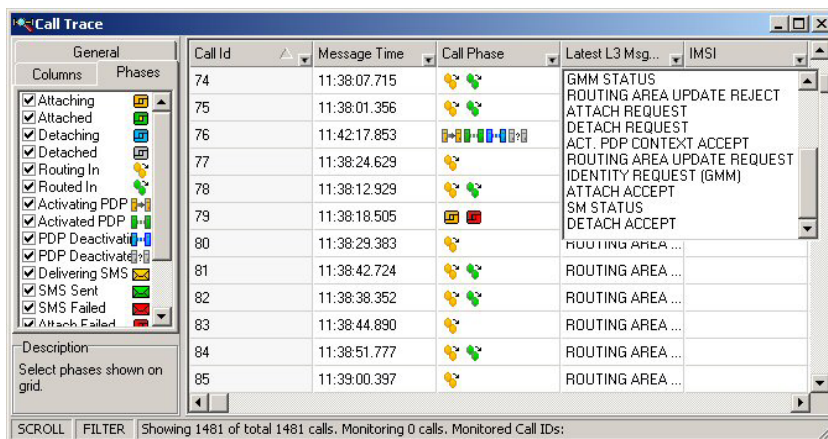 Call Trace
General
Columns Phases
Attaching
Attached
Detaching
Detached
Routing In
Routed In
Activating PDP
Activated PDP
PDP Deactivati
PDP Deactivate
Delivering SMS
SMS Sent
SMS Failed
Attach Failed
Description
Select phases shown on
grid.
Call Id Message Time Call Phase Latest L3 Msg... IMSI
74 11:38:07.715
75 11:38:01.356
76 11:42:17.853
77 11:38:24.629
78 11:38:12.929
79 11:38:18.505
80 11:38:29.383 ROUTING AREA ...
81 11:38:42.724 ROUTING AREA ...
82 11:38:38.352 ROUTING AREA ...
83 11:38:44.890 ROUTING AREA ...
84 11:38:51.777 ROUTING AREA ...
85 11:39:00.397 ROUTING AREA ...
GMM STATUS
ROUTING AREA UPDATE REJECT
ATTACH REQUEST
DETACH REQUEST
ACT. PDP CONTEXT ACCEPT
ROUTING AREA UPDATE REQUEST
IDENTITY REQUEST (GMM)
ATTACH ACCEPT
SM STATUS
DETACH ACCEPT
SCROLL FILTER Showing 1481 of total 1481 calls. Monitoring 0 calls. Monitored Call IDs: